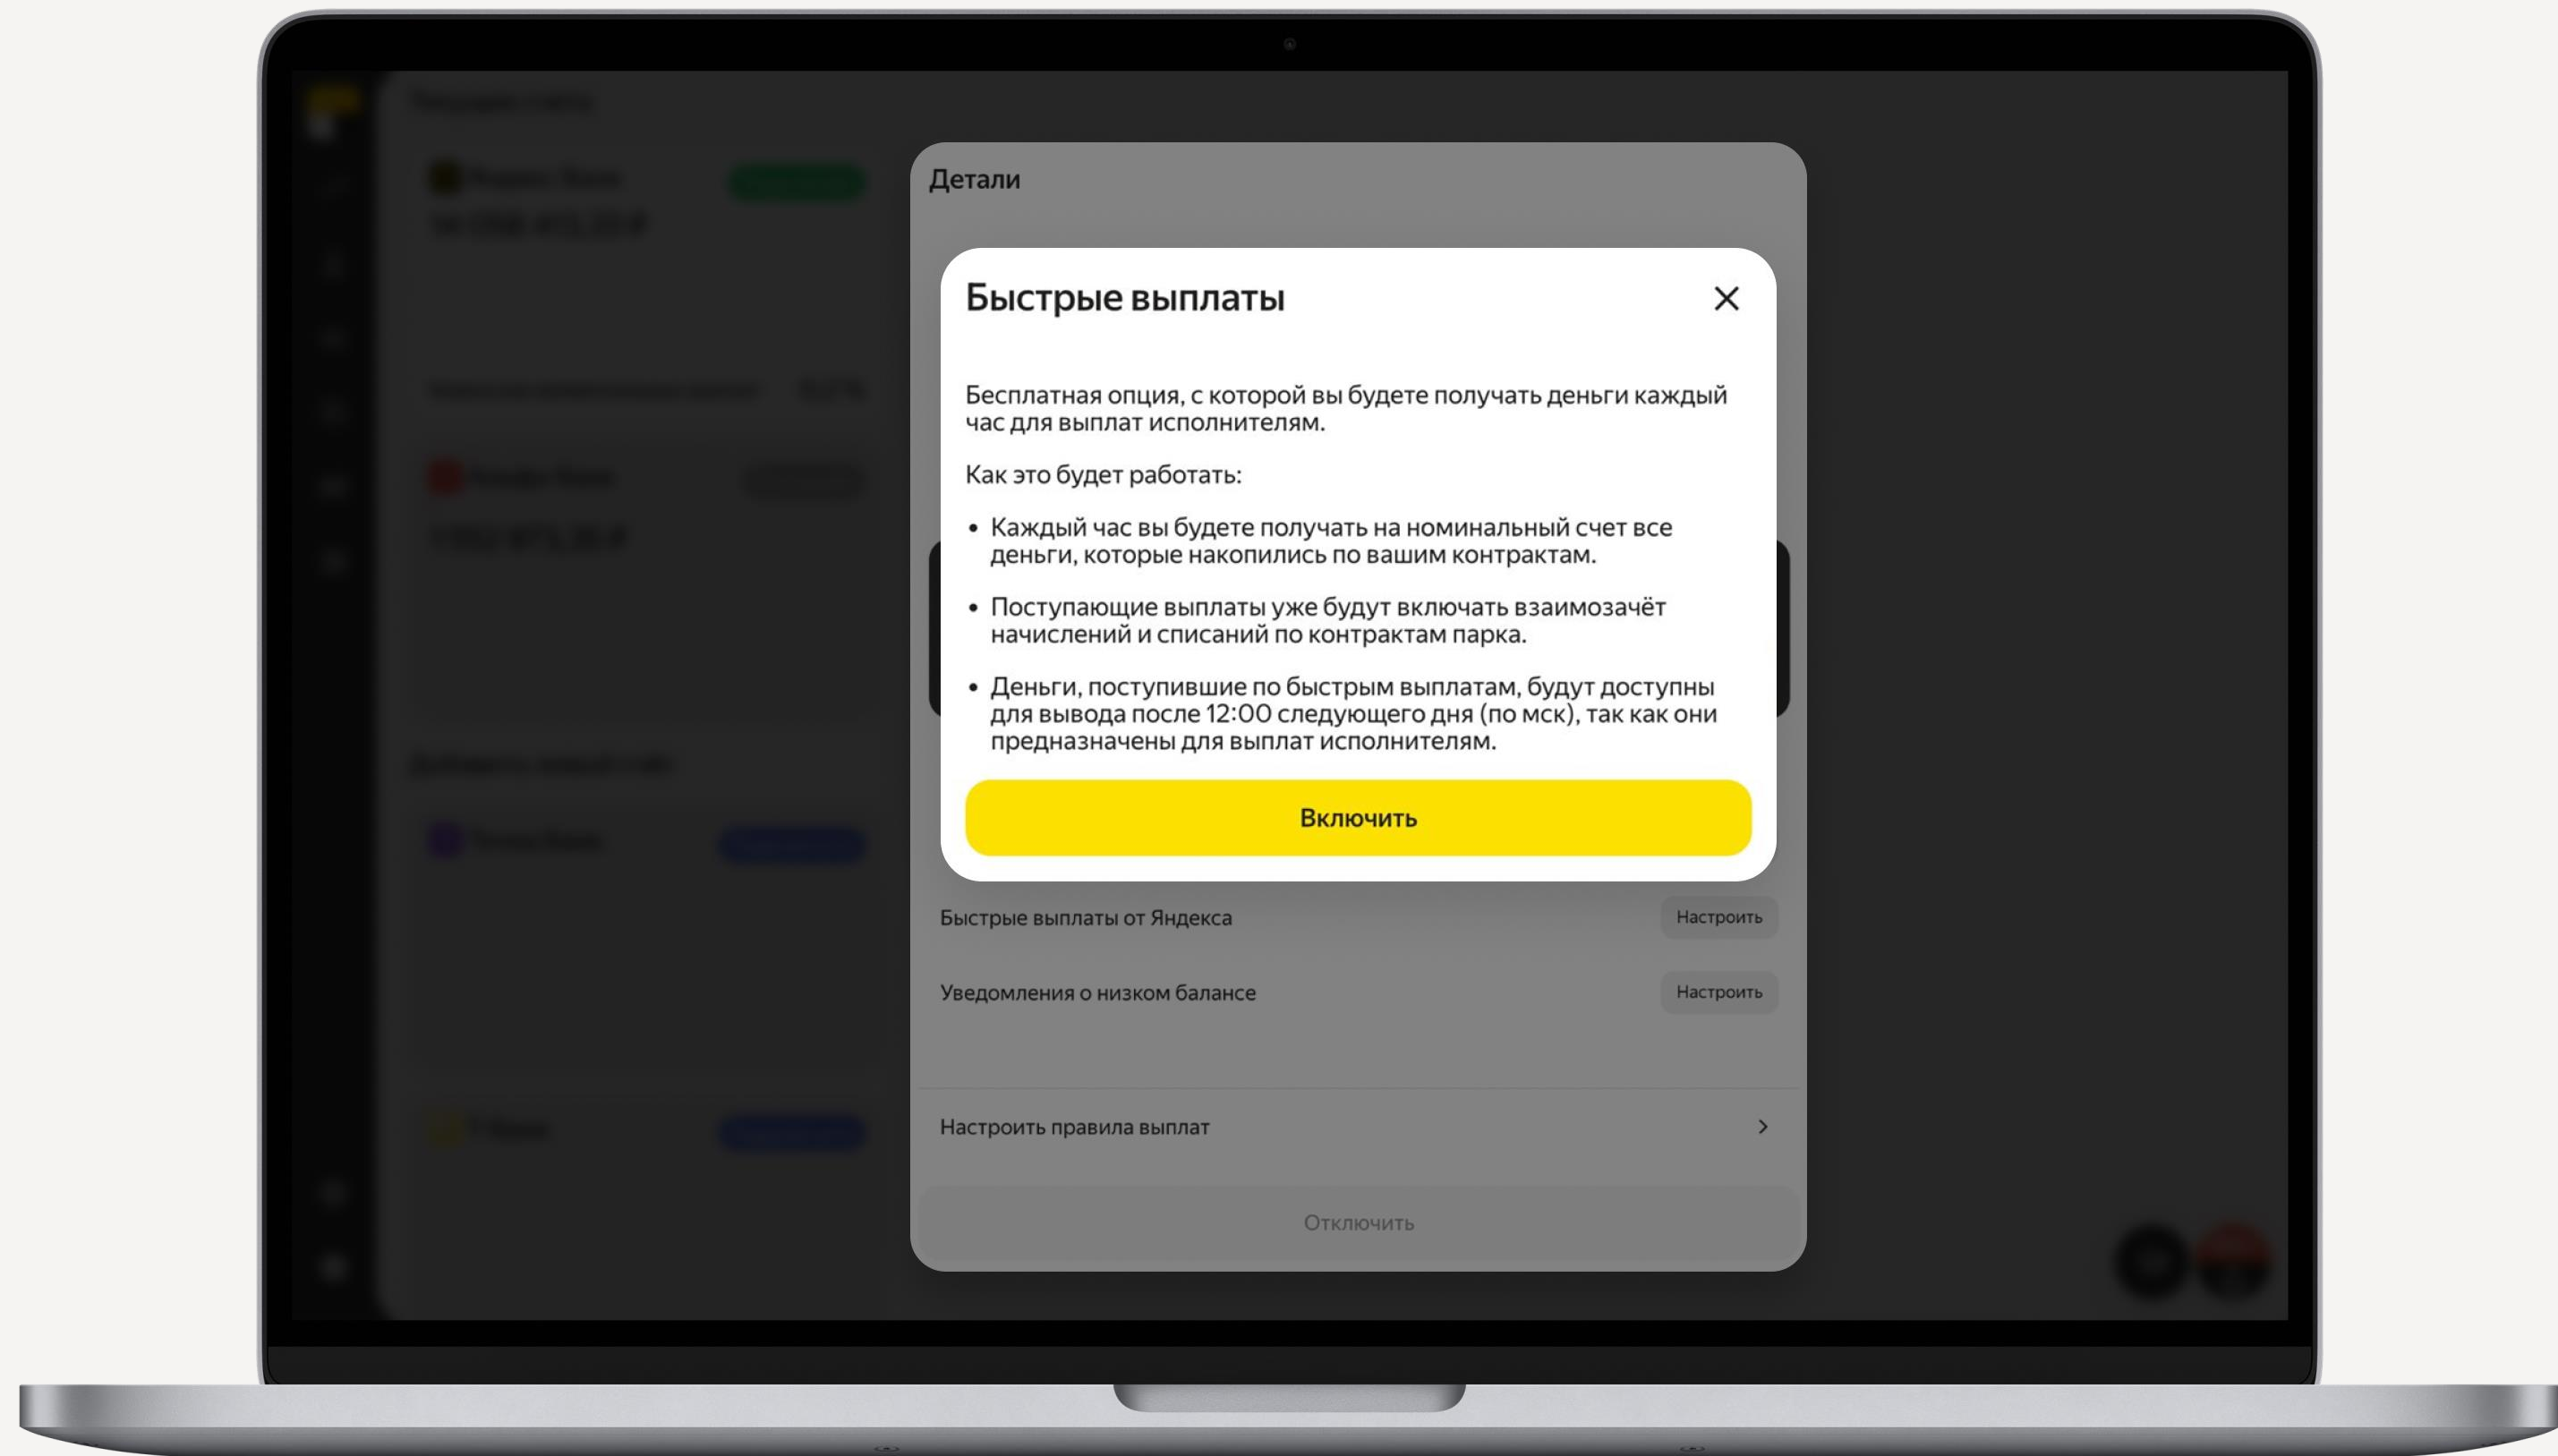 Детали
Быстрые выплаты
Бесплатная опция, с которой вы будете получать деньги каждый
час для выплат исполнителям.
Как это будет работать:
• Каждый час вы будете получать на номинальный счет все
деньги, которые накопились по вашим контрактам.
• Поступающие выплаты уже будут включать взаимозачёт
начислений и списаний по контрактам парка.
• Деньги, поступившие по быстрым выплатам, будут доступны
для вывода после 12:00 следующего дня (по мск), так как они
предназначены для выплат исполнителям.
Включить
Быстрые выплаты от Яндекса
Настроить
Уведомления о низком балансе
Настроить
Настроить правила выплат
Отключить